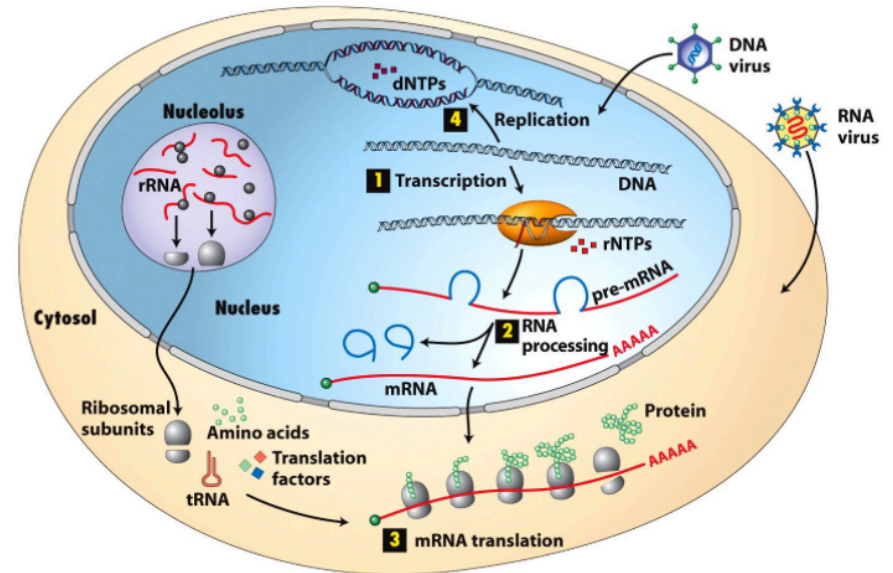 DNA
virus
dNTPs
Nucleolus
4 Replication
RNA
virus
rRNA
1 Transcription
DNA
rNTPs
pre-mRNA
Cytosol
Nucleus
2 RNA
processing
AAAAA
mRNA
Ribosomal
subunits
Amino acids
Protein
Translation
factors
tRNA
AAAAA
3 mRNA translation